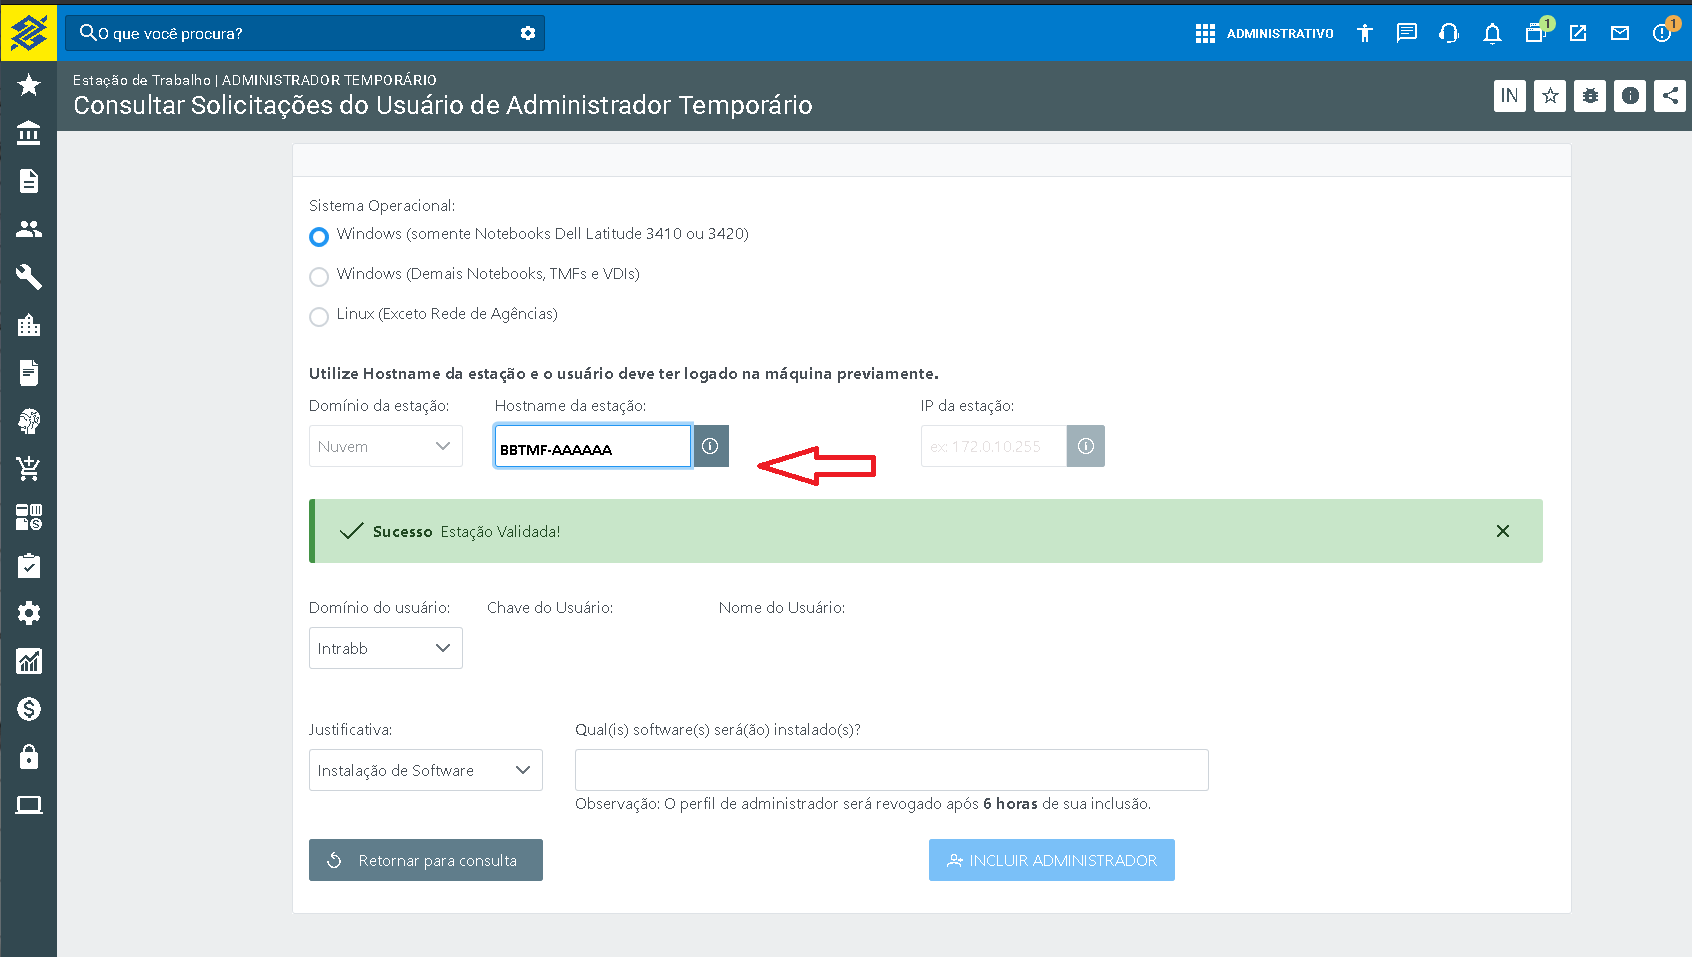 O que você procura?
ADMINISTRATIVO
1
1
Estação de Trabalho | ADMINISTRADOR TEMPORÁRIO
Consultar Solicitações do Usuário de Administrador Temporário
IN
Sistema Operacional:
Windows (somente Notebooks Dell Latitude 3410 ou 3420)
Windows (Demais Notebooks, TMFs e VDIs)
Linux (Exceto Rede de Agências)
Utilize Hostname da estação e o usuário deve ter logado na máquina previamente.
Domínio da estação: Hostname da estação: IP da estação:
Nuvem BBTMF-AAAAAA ex: 172.0.10.255
Sucesso Estação Validada!
Domínio do usuário: Chave do Usuário: Nome do Usuário:
Intrabb
Justificativa: Qual(is) software(s) será(ão) instalado(s)?
Instalação de Software
Observação: O perfil de administrador será revogado após 6 horas de sua inclusão.
Retornar para consulta INCLUIR ADMINISTRADOR